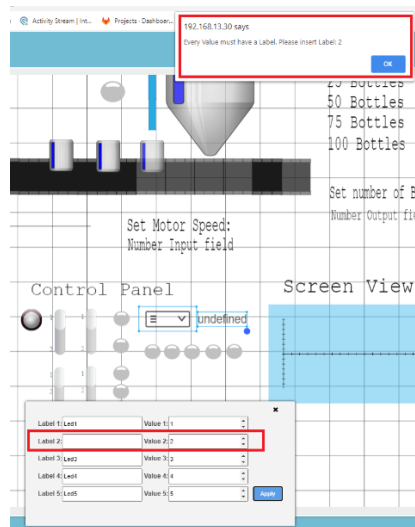 Activity Stream | Int... Projects · Dashboar...
192.168.13.30 says
Every Value must have a Label. Please insert Label: 2
OK
25 Bottles
50 Bottles
75 Bottles
100 Bottles
Set number of B
Number Output fie
Set Motor Speed:
Number Input field
Control Panel
Screen View
undefined
Label 1: Led1 Value 1: 1
Label 2: Value 2: 2
Label 3: Led3 Value 3: 3
Label 4: Led4 Value 4: 4
Label 5: Led5 Value 5: 5 Apply